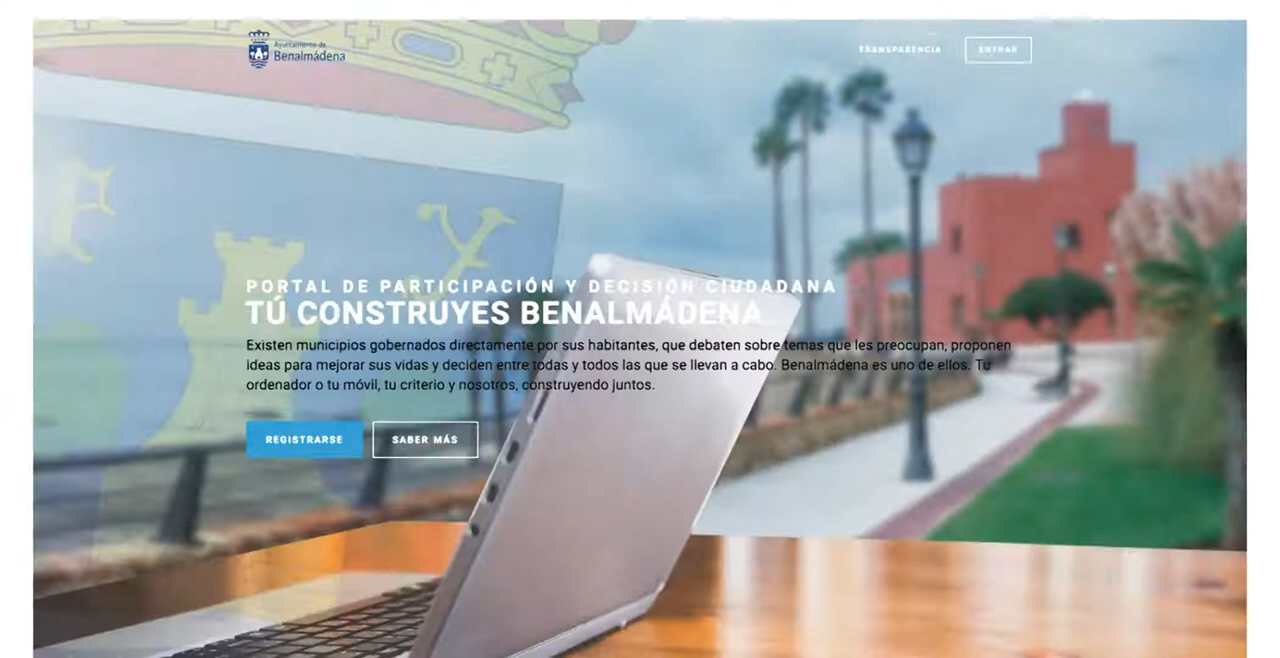 Ayuntamiento de
Benalmádena
TRANSPARENCIA
ENTRAR
PORTAL DE PARTICIPACIÓN Y DECISIÓN CIUDADANA
TÚ CONSTRUYES BENALMÁDENA
Existen municipios gobernados directamente por sus habitantes, que debaten sobre temas que les preocupan, proponen
ideas para mejorar sus vidas y deciden entre todas y todos las que se llevan a cabo. Benalmádena es uno de ellos. Tu
ordenador o tu móvil, tu criterio y nosotros, construyendo juntos.
REGISTRARSE
SABER MÁS